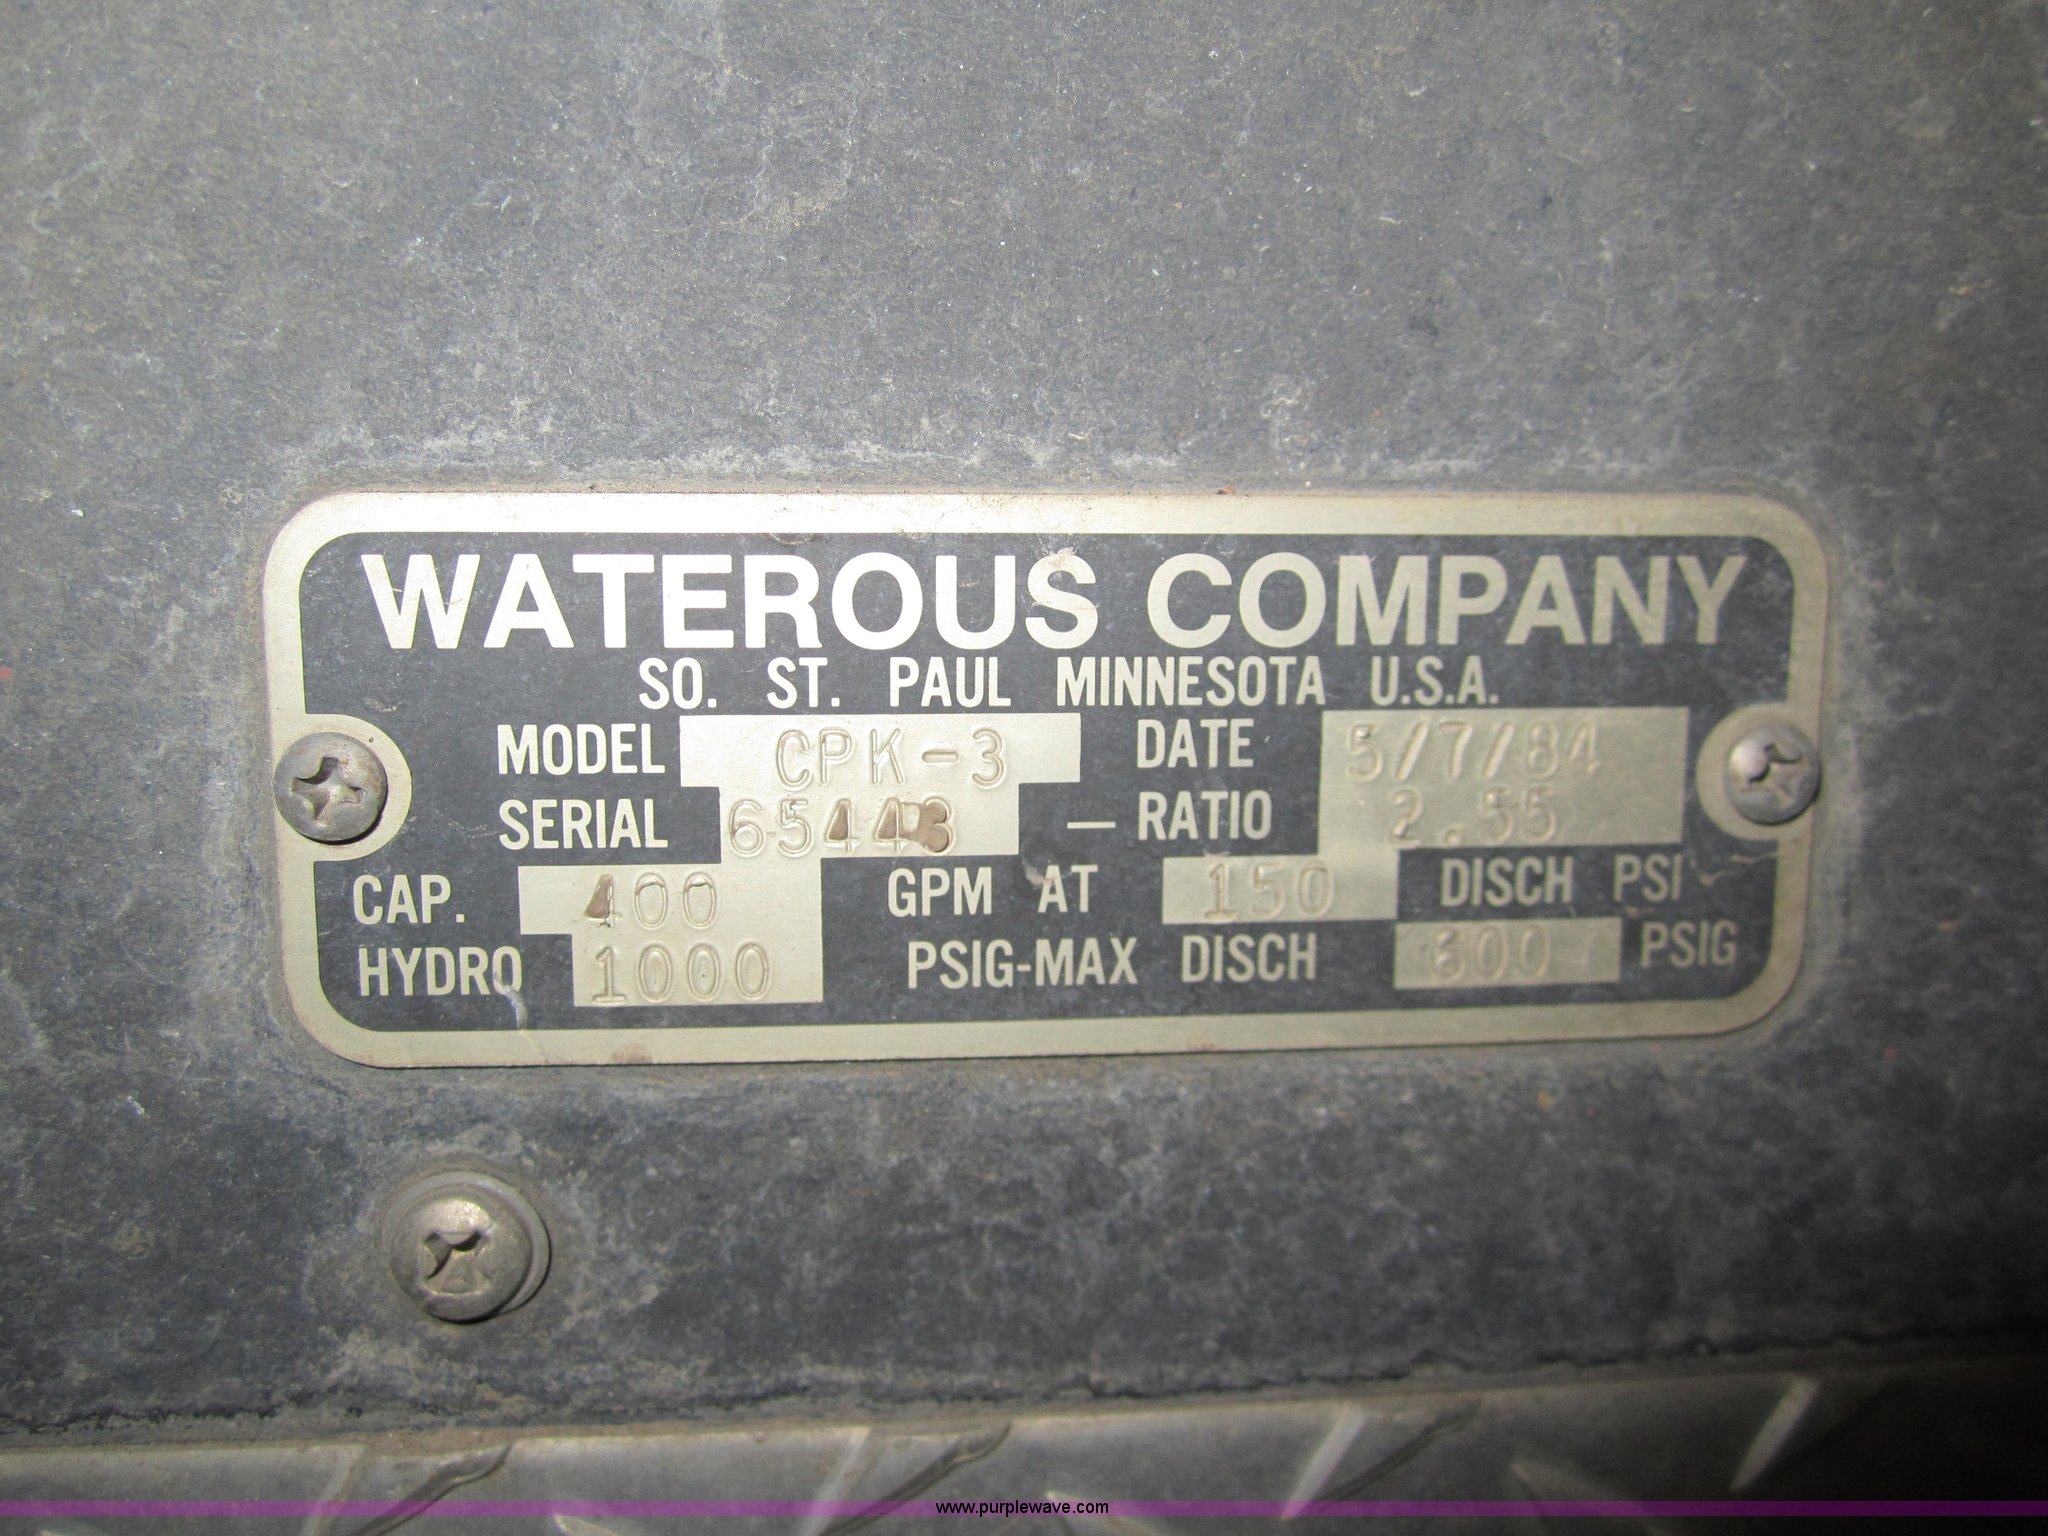 WATEROUS COMPANY
SO. ST. PAUL MINNESOTA U.S.A.
MODEL CPK-3 DATE 5/7/84
SERIAL 65443 — RATIO 2.55
CAP. 400 GPM AT 150 DISCH PSI
HYDRO 1000 PSIG-MAX DISCH 600 PSIG
www.purplewave.com